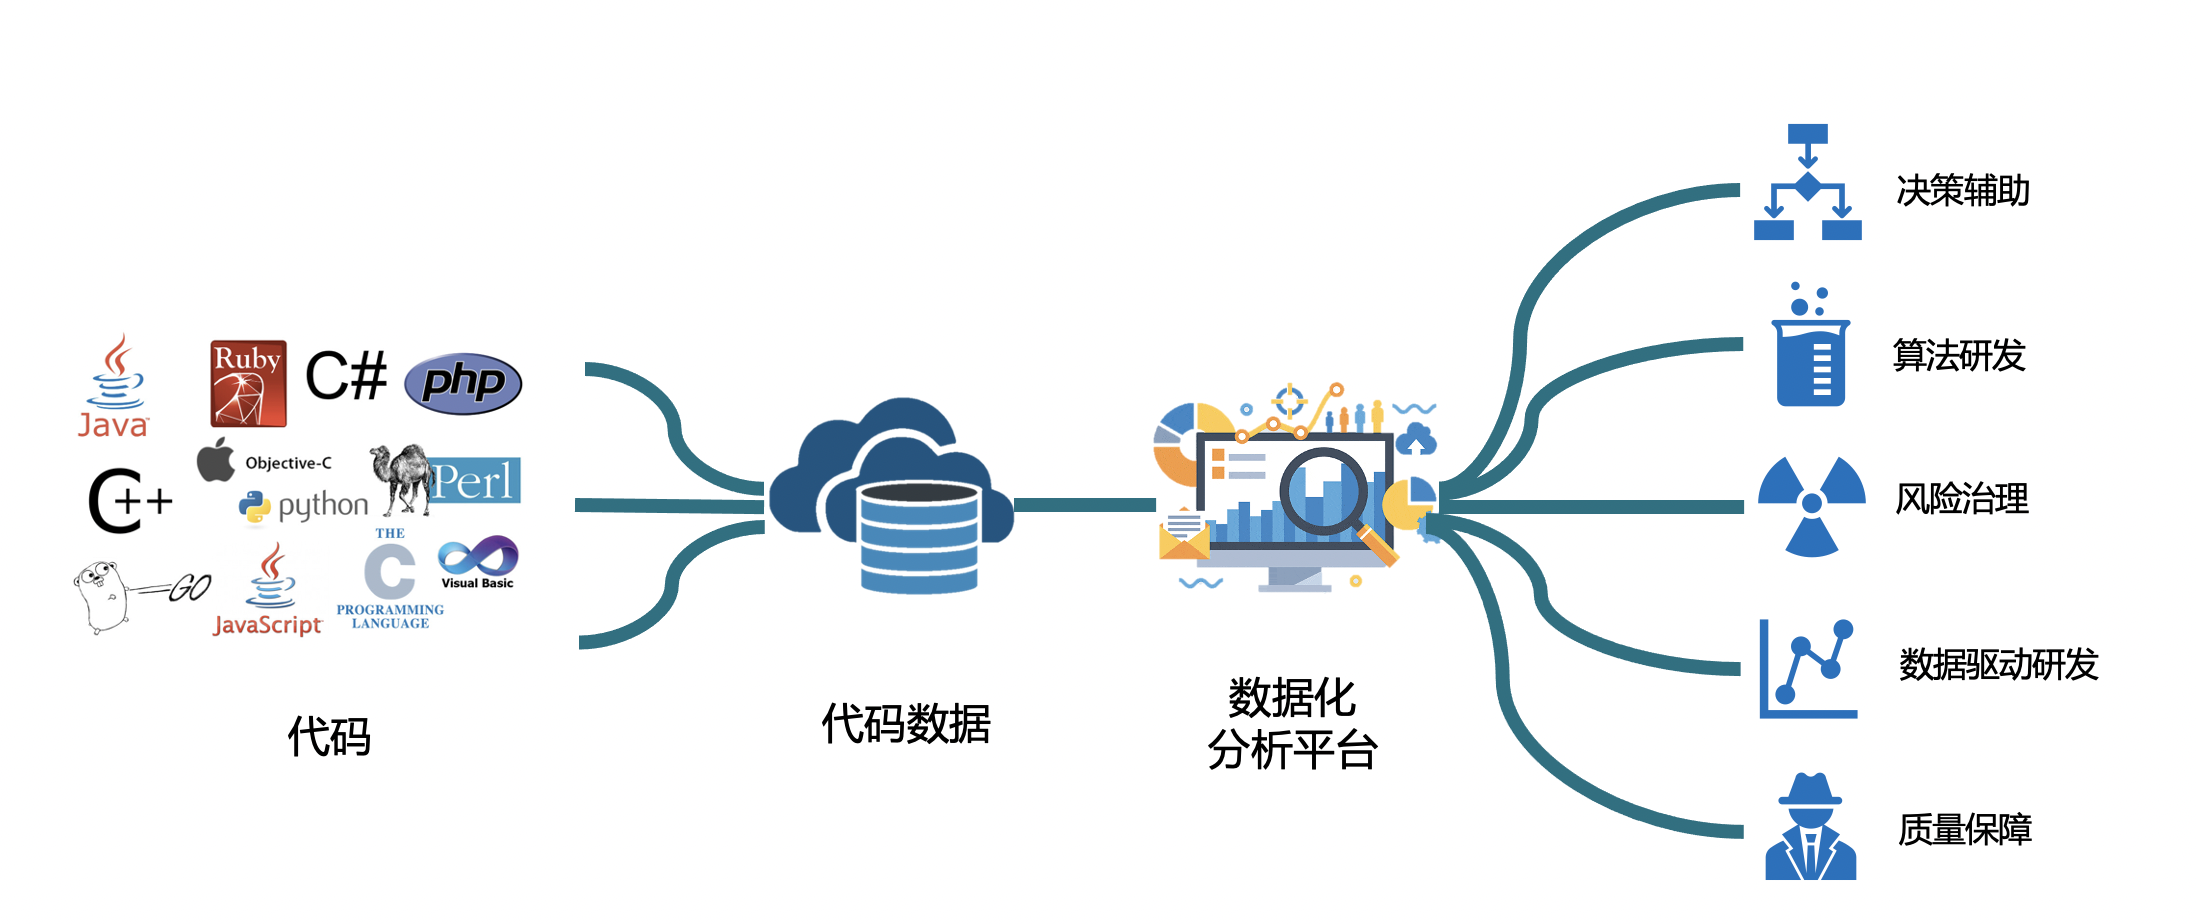 Java
Ruby
C#
php
Objective-C
C++
python
Perl
GO
JavaScript
THE
C
PROGRAMMING
LANGUAGE
Visual Basic
代码
代码数据
数据化
分析平台
决策辅助
算法研发
风险治理
数据驱动研发
质量保障